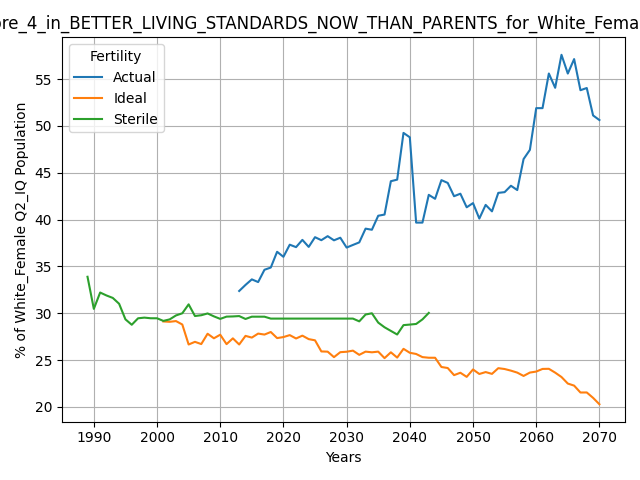 ore_4_in_BETTER_LIVING_STANDARDS_NOW_THAN_PARENTS_for_White_Fema
Fertility
Actual
Ideal
Sterile
% of White_Female Q2_IQ Population
55
50
45
40
35
30
25
20
1990 2000 2010 2020 2030 2040 2050 2060 2070
Years